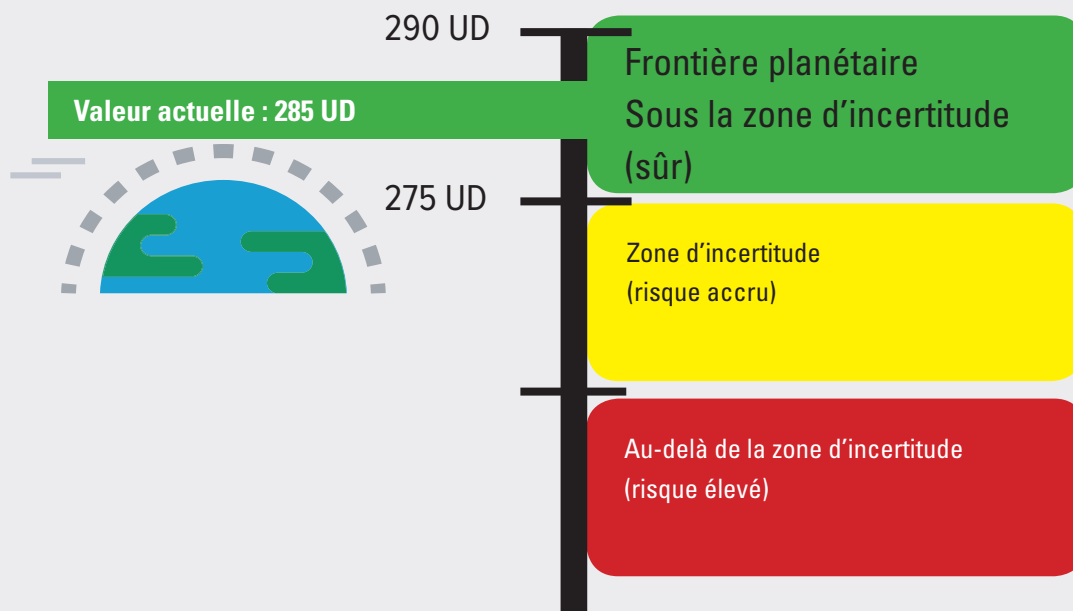 290 UD
Frontière planétaire
Sous la zone d'incertitude
(sûr)
Valeur actuelle : 285 UD
275 UD
Zone d'incertitude
(risque accru)
Au-delà de la zone d'incertitude
(risque élevé)